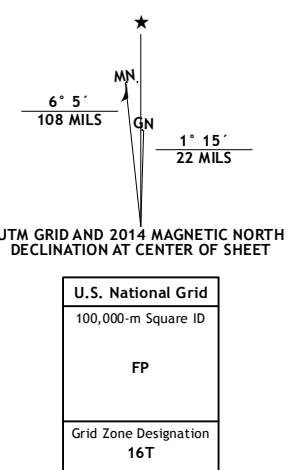 ★
MN
GN
6° 5´
108 MILS
1° 15´
22 MILS
UTM GRID AND 2014 MAGNETIC NORTH
DECLINATION AT CENTER OF SHEET
U.S. National Grid
100,000-m Square ID
FP
Grid Zone Designation
16T